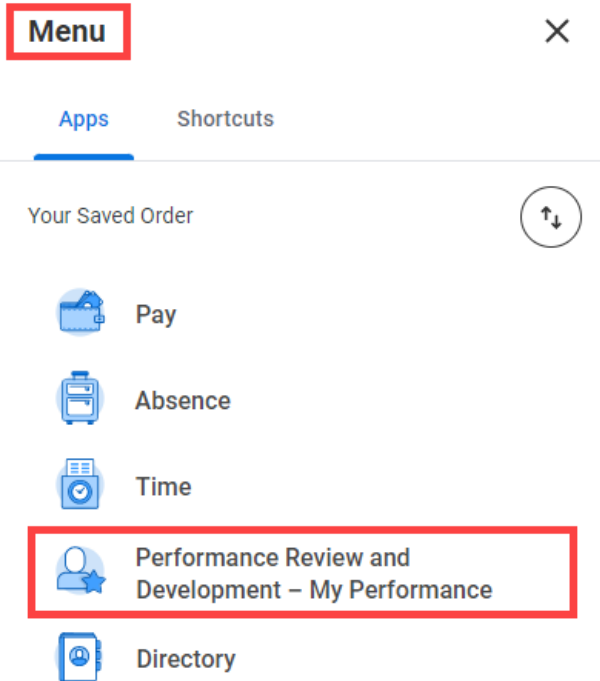 Menu
Apps
Shortcuts
Your Saved Order
Pay
Absence
Time
Performance Review and
Development – My Performance
Directory